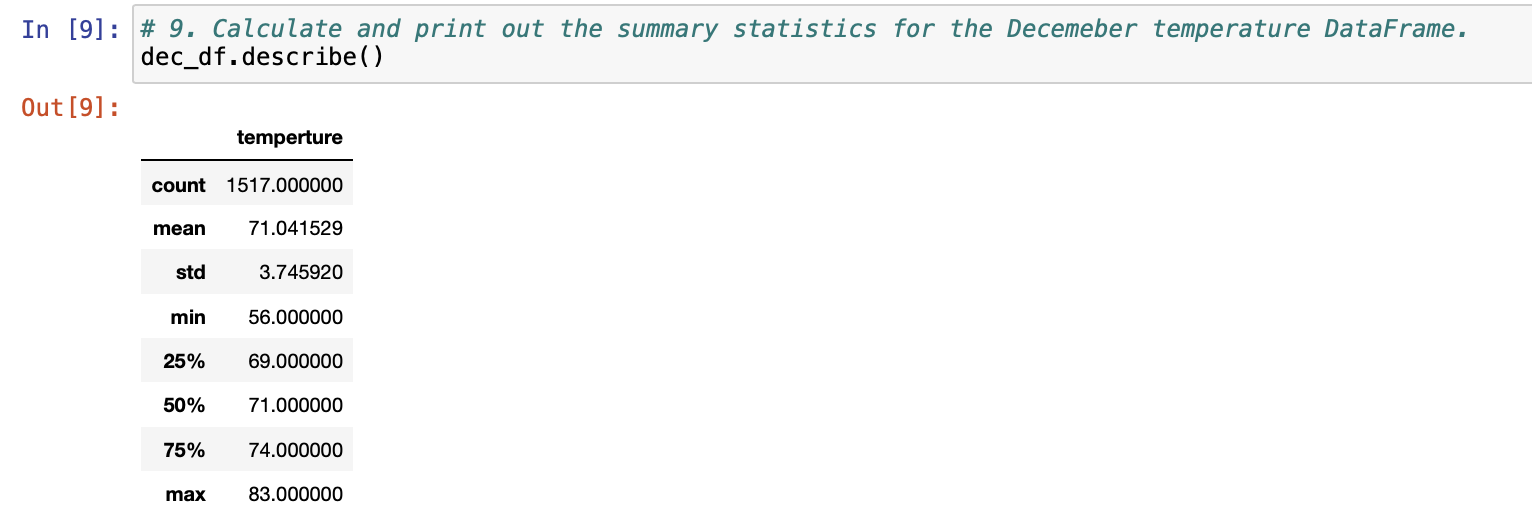 In [9]: # 9. Calculate and print out the summary statistics for the Decemeber temperature DataFrame.
dec_df.describe()
Out[9]:
temperture
count 1517.000000
mean 71.041529
std 3.745920
min 56.000000
25% 69.000000
50% 71.000000
75% 74.000000
max 83.000000